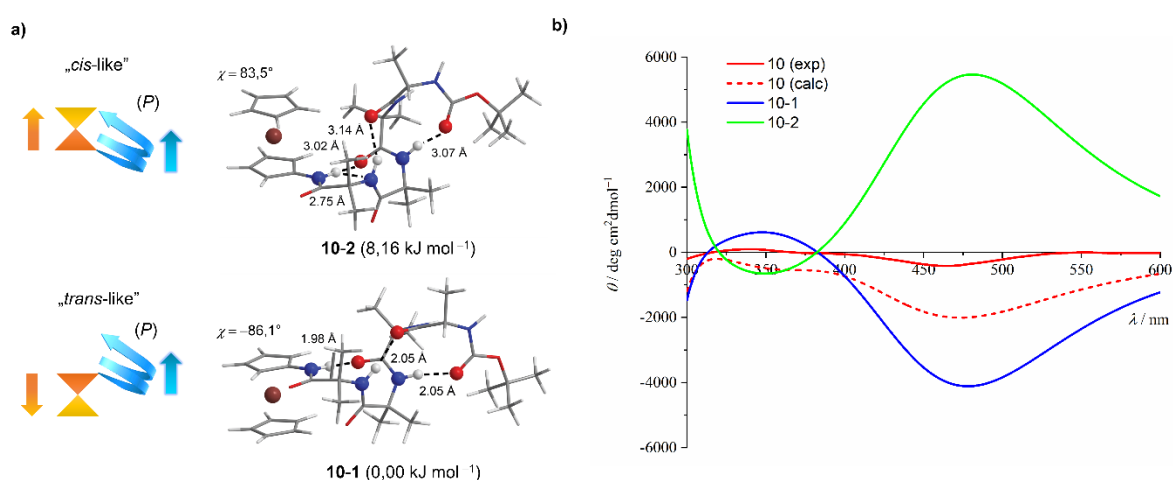 a)
„cis-like”
(P)
χ = 83,5°
3.14 Å
3.02 Å
3.07 Å
2.75 Å
10-2 (8,16 kJ mol ⁻¹)
„trans-like”
(P)
χ = −86,1°
1.98 Å
2.05 Å
2.05 Å
10-1 (0,00 kJ mol ⁻¹)
b)
10 (exp)
10 (calc)
10-1
10-2
6000
4000
2000
0
-2000
-4000
-6000
θ / deg cm²dmol⁻¹
300 350 400 450 500 550 600
λ / nm